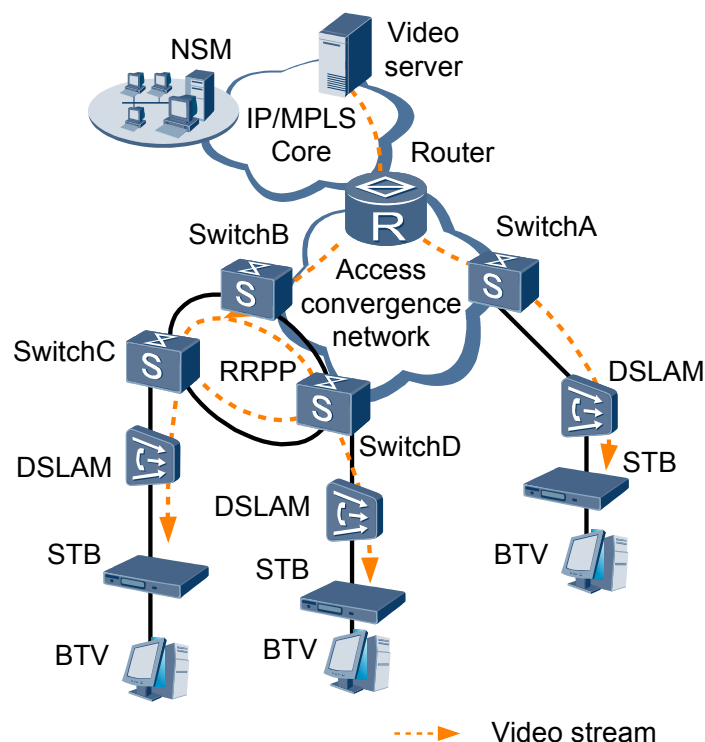 NSM
Video
server
IP/MPLS
Core
Router
R
SwitchA
S
SwitchB
S
Access
convergence
network
SwitchC
S
RRPP
S
SwitchD
DSLAM
STB
BTV
DSLAM
STB
BTV
DSLAM
STB
BTV
Video stream